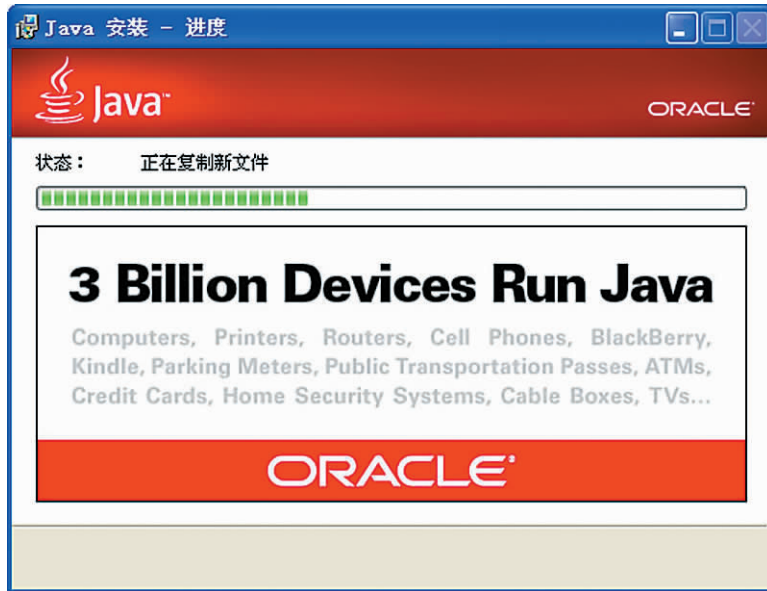 Java 安装 - 进度
Java™
ORACLE
状态： 正在复制新文件
3 Billion Devices Run Java
Computers, Printers, Routers, Cell Phones, BlackBerry,
Kindle, Parking Meters, Public Transportation Passes, ATMs,
Credit Cards, Home Security Systems, Cable Boxes, TVs...
ORACLE